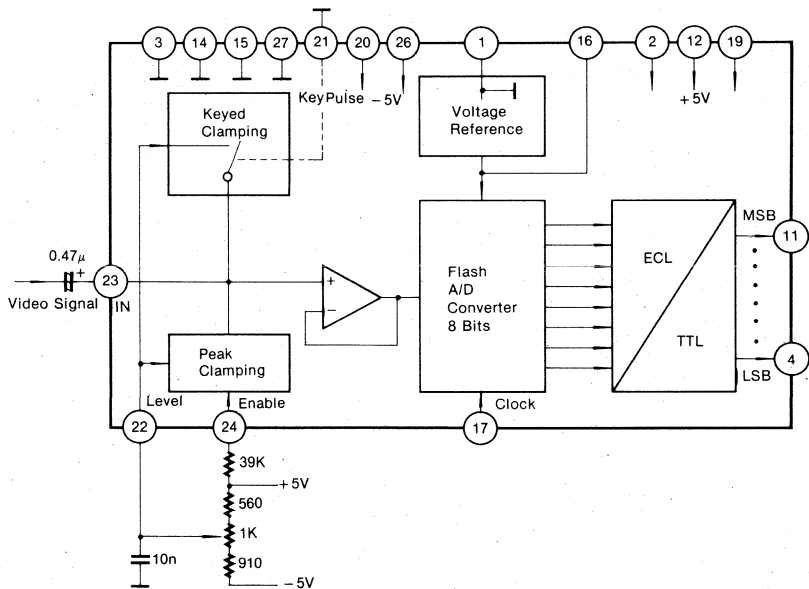 3 14 15 27 21 20 26 1 16 2 12 19
Key Pulse -5V
+5V
Keyed
Clamping
Voltage
Reference
0.47µ
+
23
Video Signal
IN
+
-
Flash
A/D
Converter
8 Bits
ECL
TTL
MSB
11
LSB
4
Peak
Clamping
Level
Enable
Clock
22
24
17
39K
+5V
560
1K
910
-5V
10n